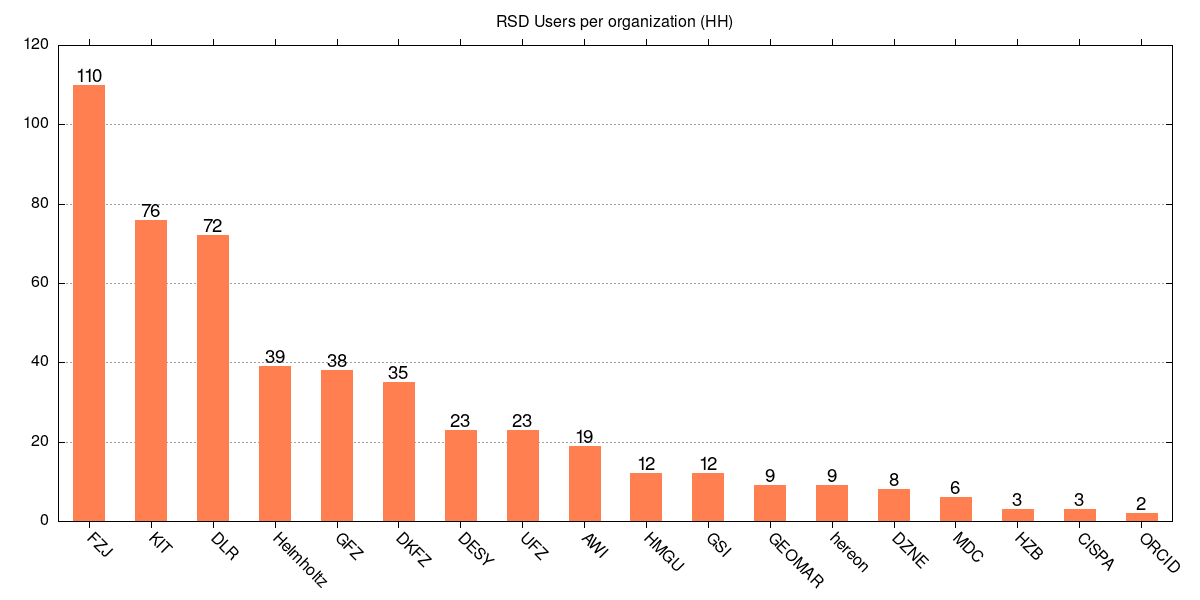 RSD Users per organization (HH)
120
100
80
60
40
20
0
110
76
72
39
38
35
23
23
19
12
12
9
9
8
6
3
3
2
FZJ
KIT
DLR
Helmholtz
GFZ
DKFZ
DESY
UFZ
AWI
HMGU
GSI
GEOMAR
hereon
DZNE
MDC
HZB
CISPA
ORCID